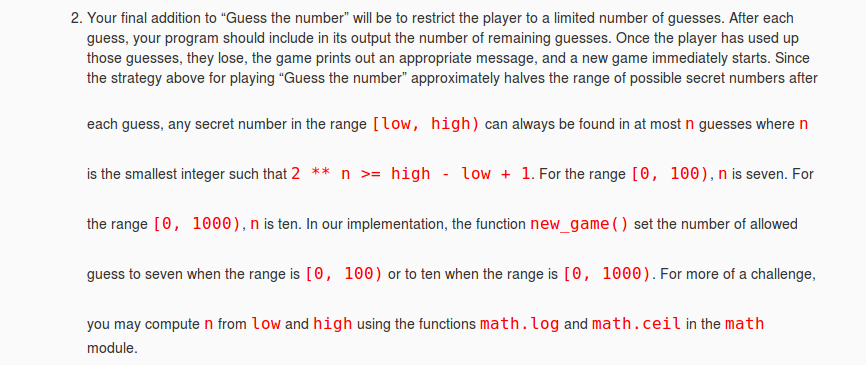 2. Your final addition to “Guess the number” will be to restrict the player to a limited number of guesses. After each
guess, your program should include in its output the number of remaining guesses. Once the player has used up
those guesses, they lose, the game prints out an appropriate message, and a new game immediately starts. Since
the strategy above for playing “Guess the number” approximately halves the range of possible secret numbers after
each guess, any secret number in the range [low, high) can always be found in at most n guesses where n
is the smallest integer such that 2 ** n >= high - low + 1. For the range [0, 100), n is seven. For
the range [0, 1000), n is ten. In our implementation, the function new_game() set the number of allowed
guess to seven when the range is [0, 100) or to ten when the range is [0, 1000). For more of a challenge,
you may compute n from low and high using the functions math.log and math.ceil in the math
module.